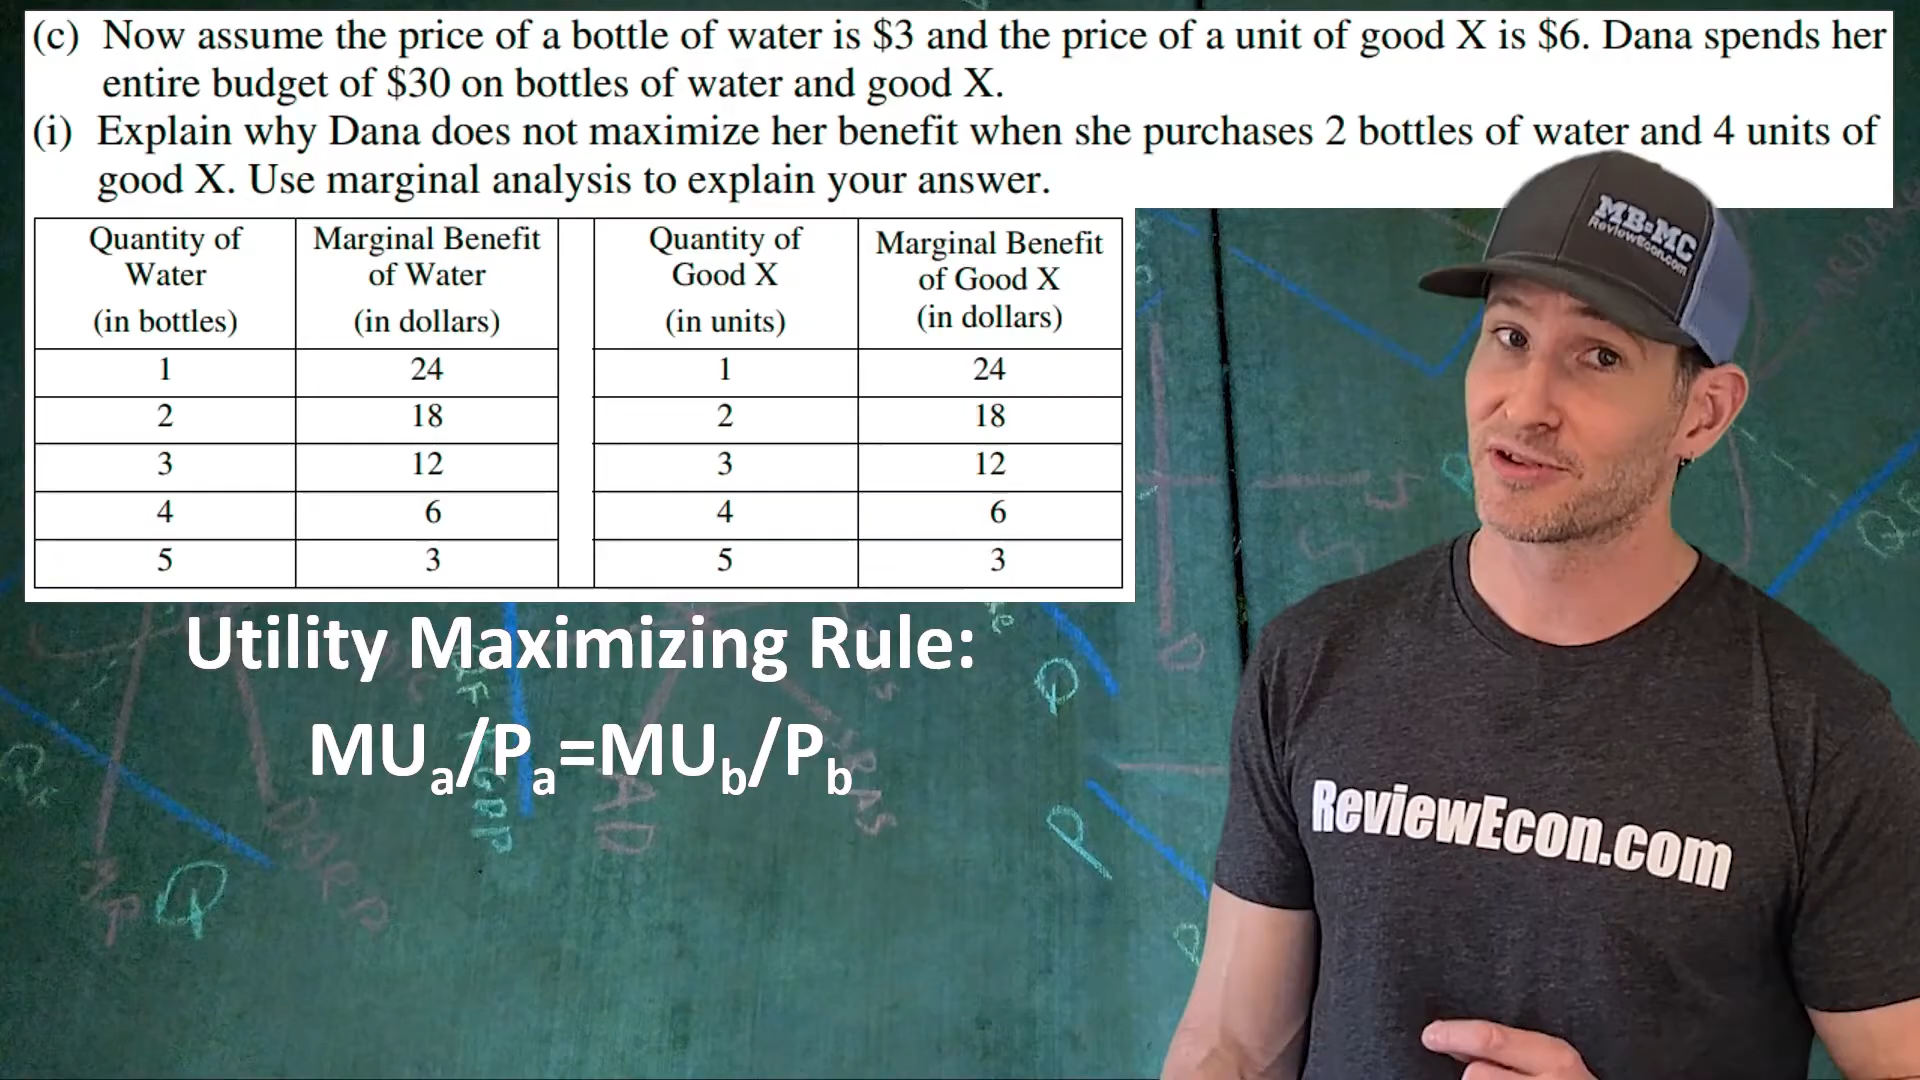 (c) Now assume the price of a bottle of water is $3 and the price of a unit of good X is $6. Dana spends her
entire budget of $30 on bottles of water and good X.
(i) Explain why Dana does not maximize her benefit when she purchases 2 bottles of water and 4 units of
good X. Use marginal analysis to explain your answer.
Quantity of Water (in bottles) Marginal Benefit of Water (in dollars) Quantity of Good X (in units) Marginal Benefit of Good X (in dollars)
1 24 1 24
2 18 2 18
3 12 3 12
4 6 4 6
5 3 5 3
Utility Maximizing Rule:
MUa/Pa=MUb/Pb
MB=MC
ReviewEcon.com
ReviewEcon.com
Q
P
Q
D
AD